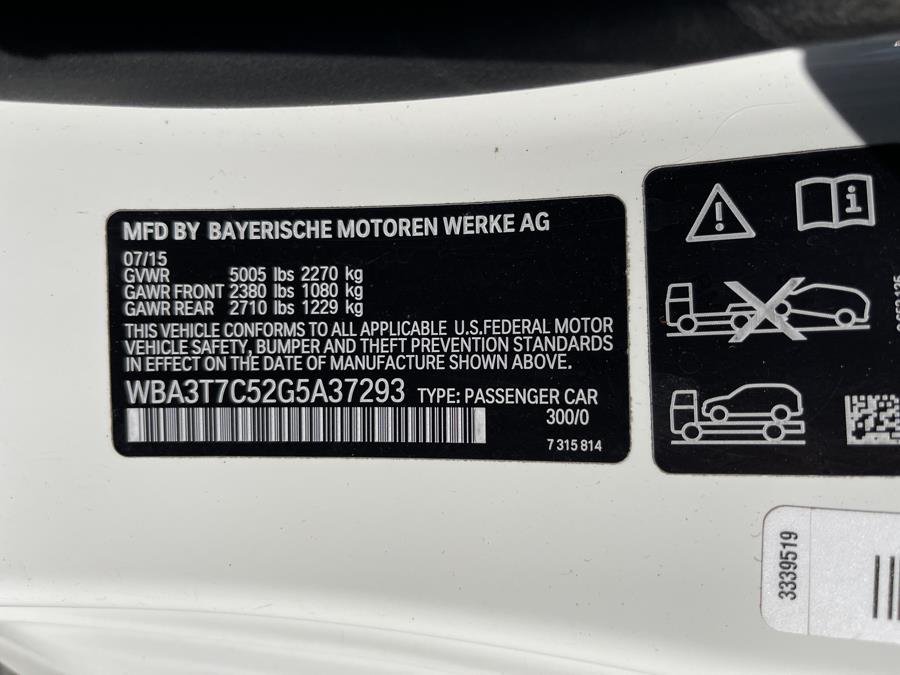 MFD BY BAYERISCHE MOTOREN WERKE AG
07/15
GVWR 5005 lbs 2270 kg
GAWR FRONT 2380 lbs 1080 kg
GAWR REAR 2710 lbs 1229 kg
THIS VEHICLE CONFORMS TO ALL APPLICABLE U.S.FEDERAL MOTOR
VEHICLE SAFETY, BUMPER AND THEFT PREVENTION STANDARDS
IN EFFECT ON THE DATE OF MANUFACTURE SHOWN ABOVE.
WBA3T7C52G5A37293 TYPE: PASSENGER CAR
300/0
7 315 814
3339519